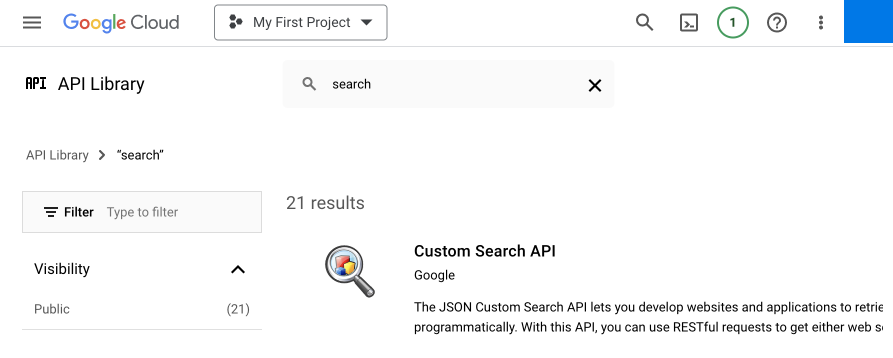 Google Cloud
My First Project
1
API API Library
search
API Library > “search”
Filter Type to filter
21 results
Visibility
Public (21)
Custom Search API
Google
The JSON Custom Search API lets you develop websites and applications to retrie
programmatically. With this API, you can use RESTful requests to get either web s